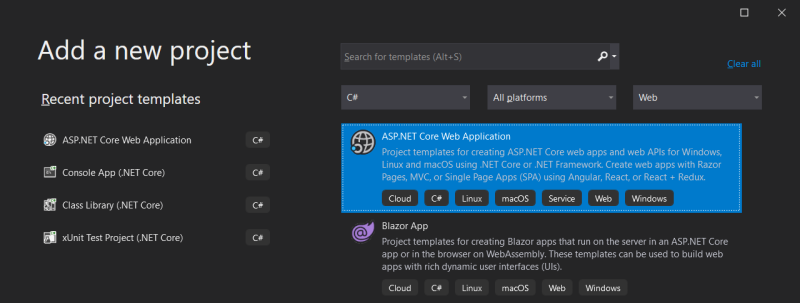 Add a new project
Search for templates (Alt+S)
Clear all
Recent project templates
C#
All platforms
Web
ASP.NET Core Web Application
C#
Console App (.NET Core)
C#
Class Library (.NET Core)
C#
xUnit Test Project (.NET Core)
C#
ASP.NET Core Web Application
Project templates for creating ASP.NET Core web apps and web APIs for Windows,
Linux and macOS using .NET Core or .NET Framework. Create web apps with Razor
Pages, MVC, or Single Page Apps (SPA) using Angular, React, or React + Redux.
Cloud C# Linux macOS Service Web Windows
Blazor App
Project templates for creating Blazor apps that run on the server in an ASP.NET Core
app or in the browser on WebAssembly. These templates can be used to build web
apps with rich dynamic user interfaces (UIs).
Cloud C# Linux macOS Web Windows